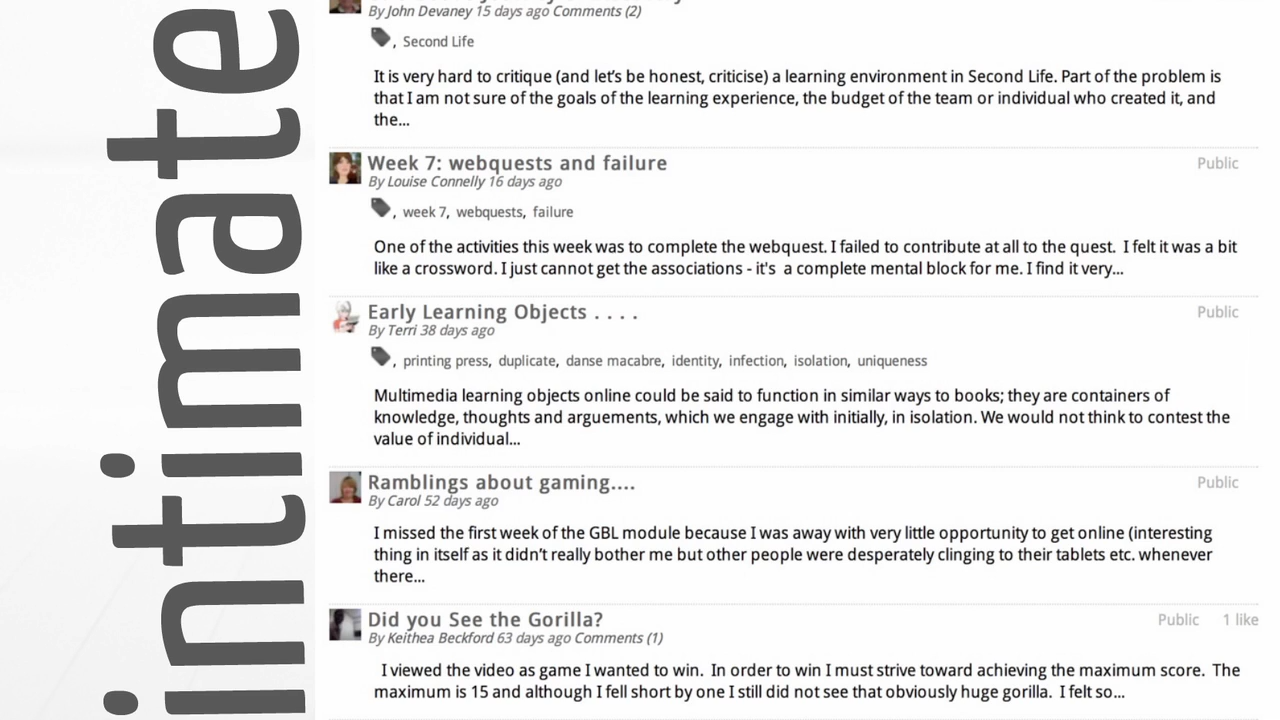 intimate
By John Devaney 15 days ago Comments (2)
, Second Life
It is very hard to critique (and let's be honest, criticise) a learning environment in Second Life. Part of the problem is
that I am not sure of the goals of the learning experience, the budget of the team or individual who created it, and
the...
Week 7: webquests and failure
Public
By Louise Connelly 16 days ago
, week 7, webquests, failure
One of the activities this week was to complete the webquest. I failed to contribute at all to the quest.  I felt it was a bit
like a crossword. I just cannot get the associations - it's  a complete mental block for me. I find it very...
Early Learning Objects . . . .
Public
By Terri 38 days ago
, printing press, duplicate, danse macabre, identity, infection, isolation, uniqueness
Multimedia learning objects online could be said to function in similar ways to books; they are containers of
knowledge, thoughts and arguements, which we engage with initially, in isolation. We would not think to contest the
value of individual...
Ramblings about gaming....
Public
By Carol 52 days ago
I missed the first week of the GBL module because I was away with very little opportunity to get online (interesting
thing in itself as it didn't really bother me but other people were desperately clinging to their tablets etc. whenever
there...
Did you See the Gorilla?
Public 1 like
By Keithea Beckford 63 days ago Comments (1)
I viewed the video as game I wanted to win.  In order to win I must strive toward achieving the maximum score.  The
maximum is 15 and although I fell short by one I still did not see that obviously huge gorilla.  I felt so...